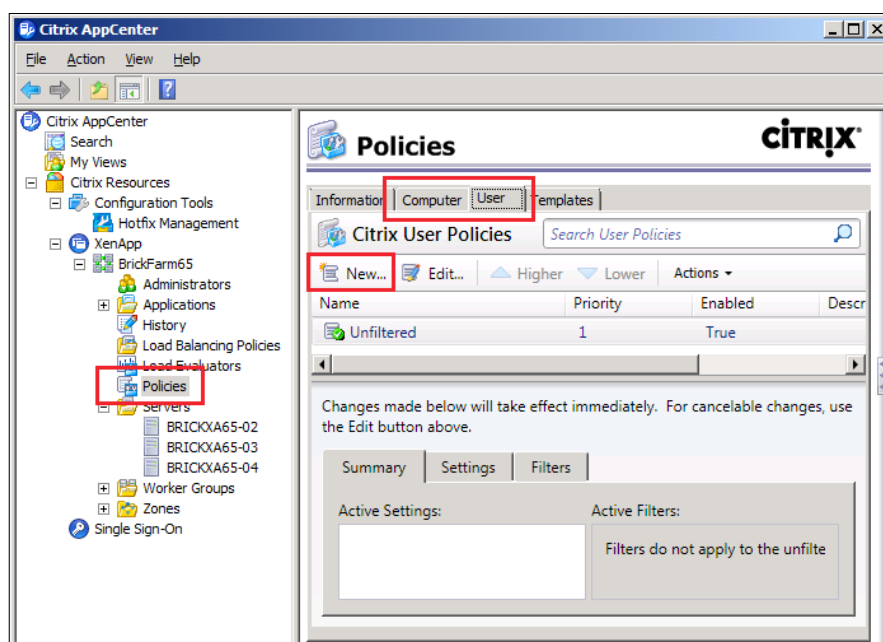 Citrix AppCenter
File Action View Help
Citrix AppCenter
Search
My Views
Citrix Resources
Configuration Tools
Hotfix Management
XenApp
BrickFarm65
Administrators
Applications
History
Load Balancing Policies
Load Evaluators
Policies
Servers
BRICKXA65-02
BRICKXA65-03
BRICKXA65-04
Worker Groups
Zones
Single Sign-On
Policies
CITRIX
Information Computer User Templates
Citrix User Policies Search User Policies
New... Edit... Higher Lower Actions
Name Priority Enabled Descr
Unfiltered 1 True
Changes made below will take effect immediately. For cancelable changes, use
the Edit button above.
Summary Settings Filters
Active Settings: Active Filters:
Filters do not apply to the unfilte